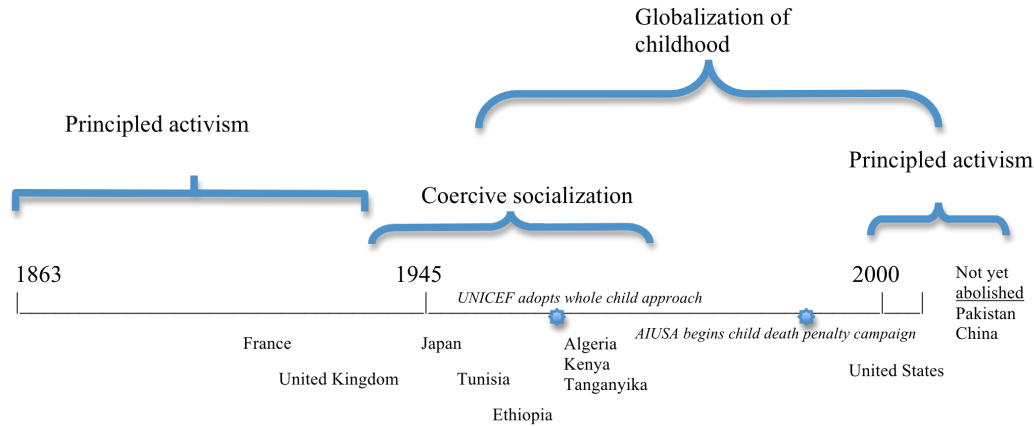 Globalization of
childhood
Principled activism
Principled activism
Coercive socialization
1863
1945
2000
Not yet
abolished
Pakistan
China
UNICEF adopts whole child approach
AIUSA begins child death penalty campaign
France
Japan
Algeria
Kenya
Tanganyika
United Kingdom
Tunisia
United States
Ethiopia